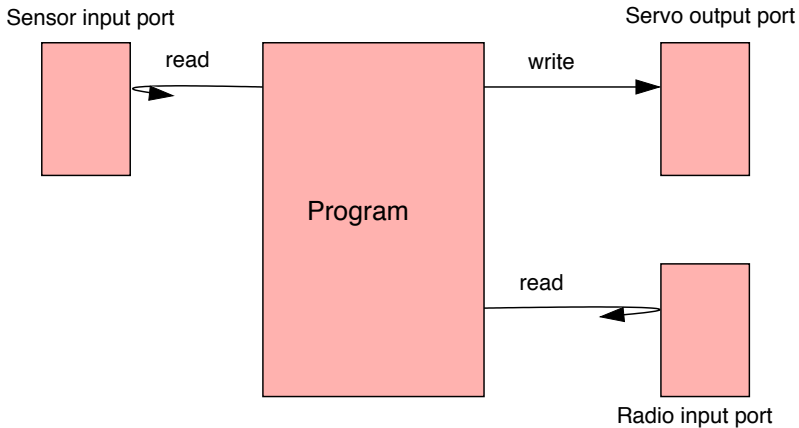 Sensor input port
Servo output port
read
write
Program
read
Radio input port